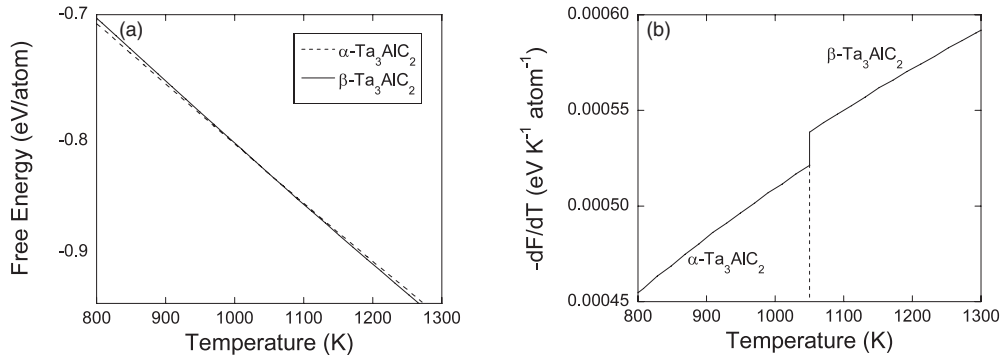 -0.7
-0.8
-0.9
Free Energy (eV/atom)
(a)
α-Ta₃AlC₂
β-Ta₃AlC₂
800 900 1000 1100 1200 1300
Temperature (K)
0.00060
0.00055
0.00050
0.00045
-dF/dT (eV K⁻¹ atom⁻¹)
(b)
β-Ta₃AlC₂
α-Ta₃AlC₂
800 900 1000 1100 1200 1300
Temperature (K)